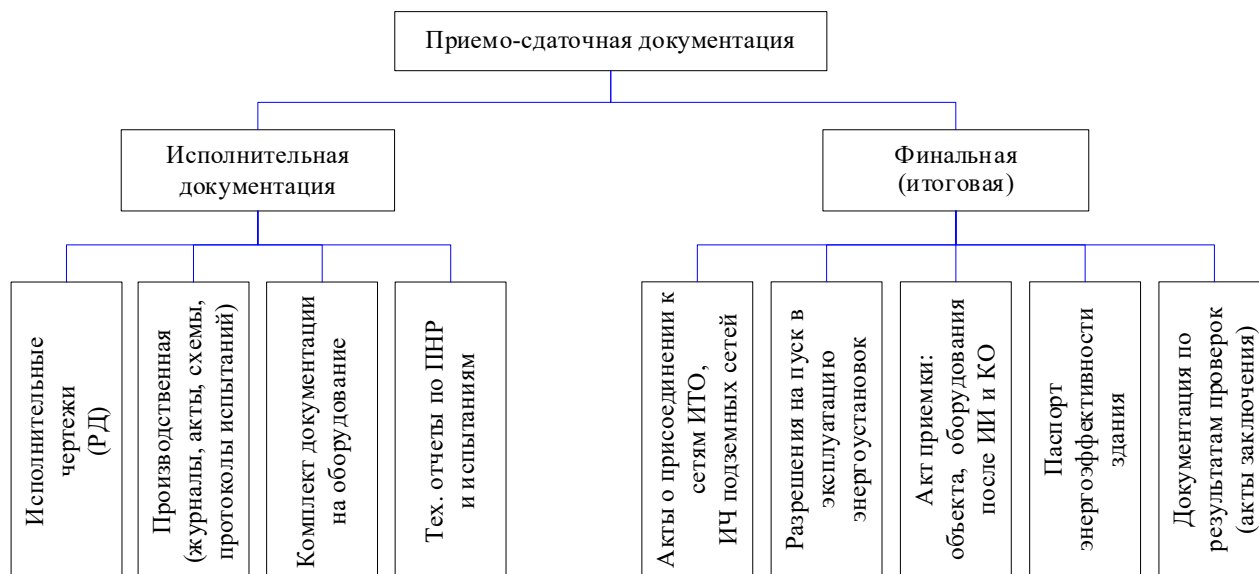 Приемо-сдаточная документация
Исполнительная
документация
Финальная
(итоговая)
Исполнительные
чертежи
(РД)
Производственная
(журналы, акты, схемы,
протоколы испытаний)
Комплект документации
на оборудование
Тех. отчеты по ПНР
и испытаниям
Акты о присоединении к
сетям ИТО,
ИЧ подземных сетей
Разрешения на пуск в
эксплуатацию
энергоустановок
Акт приемки:
объекта, оборудования
после ИИ и КО
Паспорт
энергоэффективности
здания
Документация по
результатам проверок
(акты заключения)